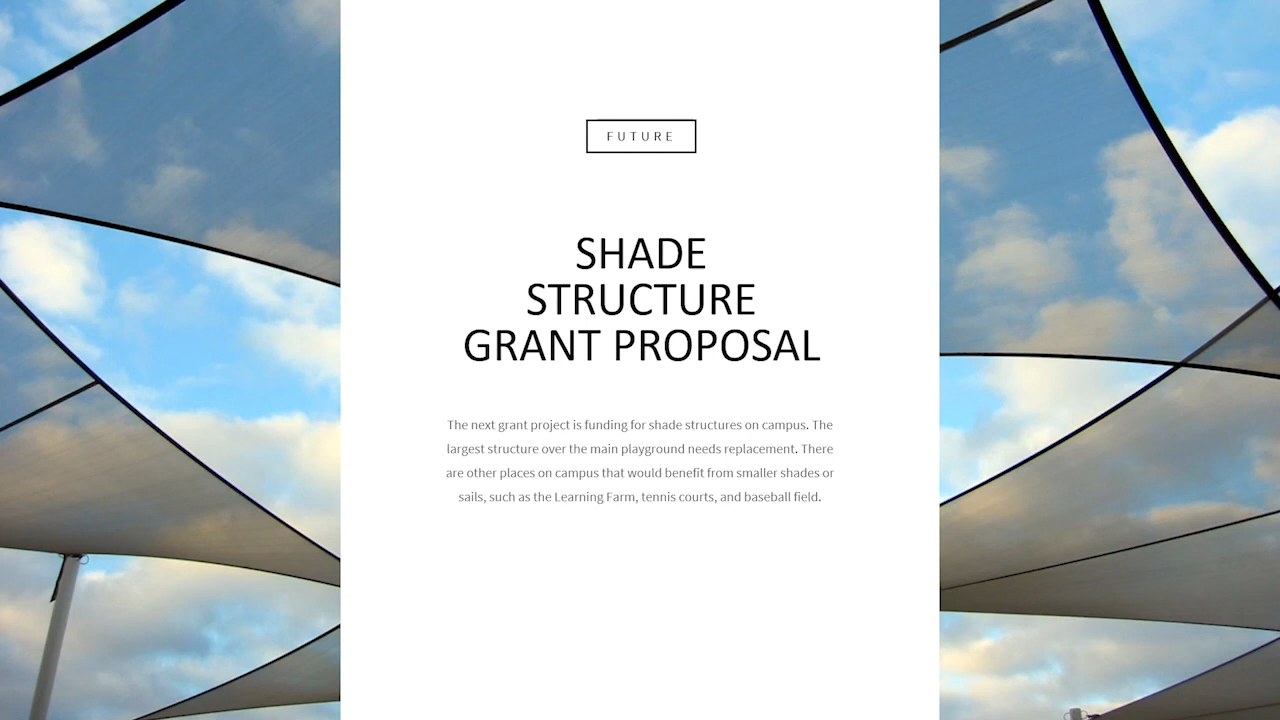 FUTURE
SHADE
STRUCTURE
GRANT PROPOSAL
The next grant project is funding for shade structures on campus. The
largest structure over the main playground needs replacement. There
are other places on campus that would benefit from smaller shades or
sails, such as the Learning Farm, tennis courts, and baseball field.